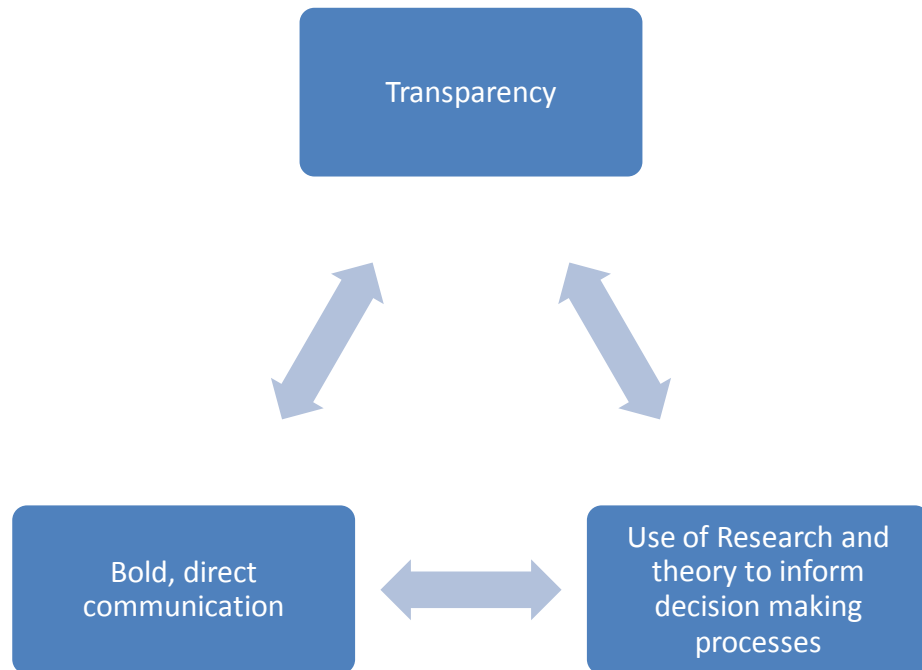 Transparency
Bold, direct
communication
Use of Research and
theory to inform
decision making
processes